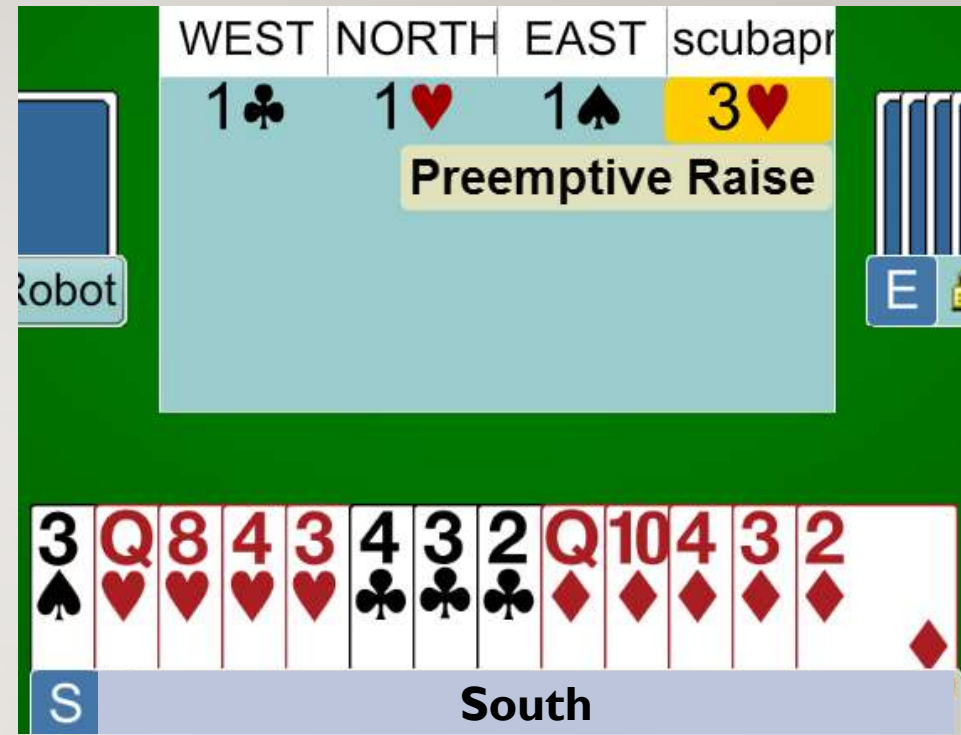 WEST NORTH EAST scubapr
1♣ 1♥ 1♠ 3♥
Preemptive Raise
Robot
E
3 Q 8 4 3 4 3 2 Q 10 4 3 2
♠ ♥ ♥ ♥ ♥ ♣ ♣ ♣ ♦ ♦ ♦ ♦ ♦
S South